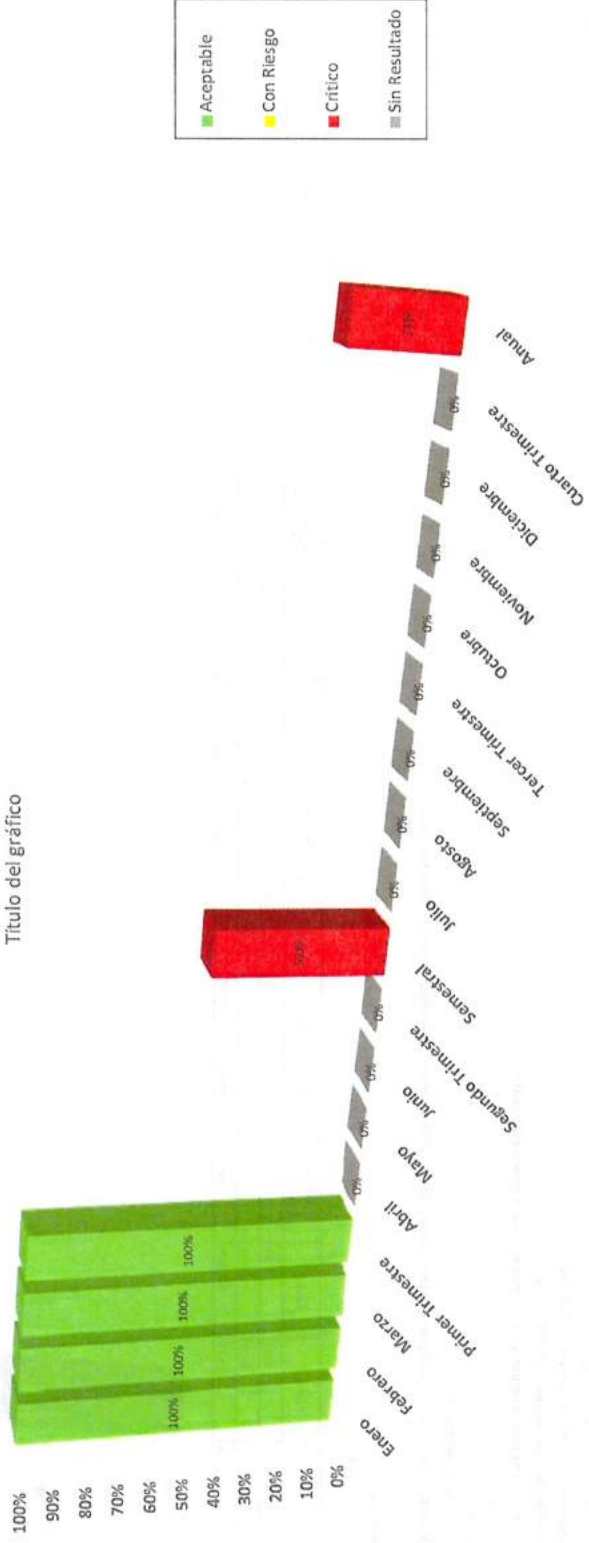 Título del gráfico
100%
90%
80%
70%
60%
50%
40%
30%
20%
10%
0%
100%
100%
100%
100%
0%
0%
0%
0%
0%
0%
0%
0%
0%
0%
0%
0%
Enero
Febrero
Marzo
Primer Trimestre
Abril
Mayo
Junio
Segundo Trimestre
Semestral
Julio
Agosto
Septiembre
Tercer Trimestre
Octubre
Noviembre
Diciembre
Cuarto Trimestre
Anual
Aceptable
Con Riesgo
Crítico
Sin Resultado